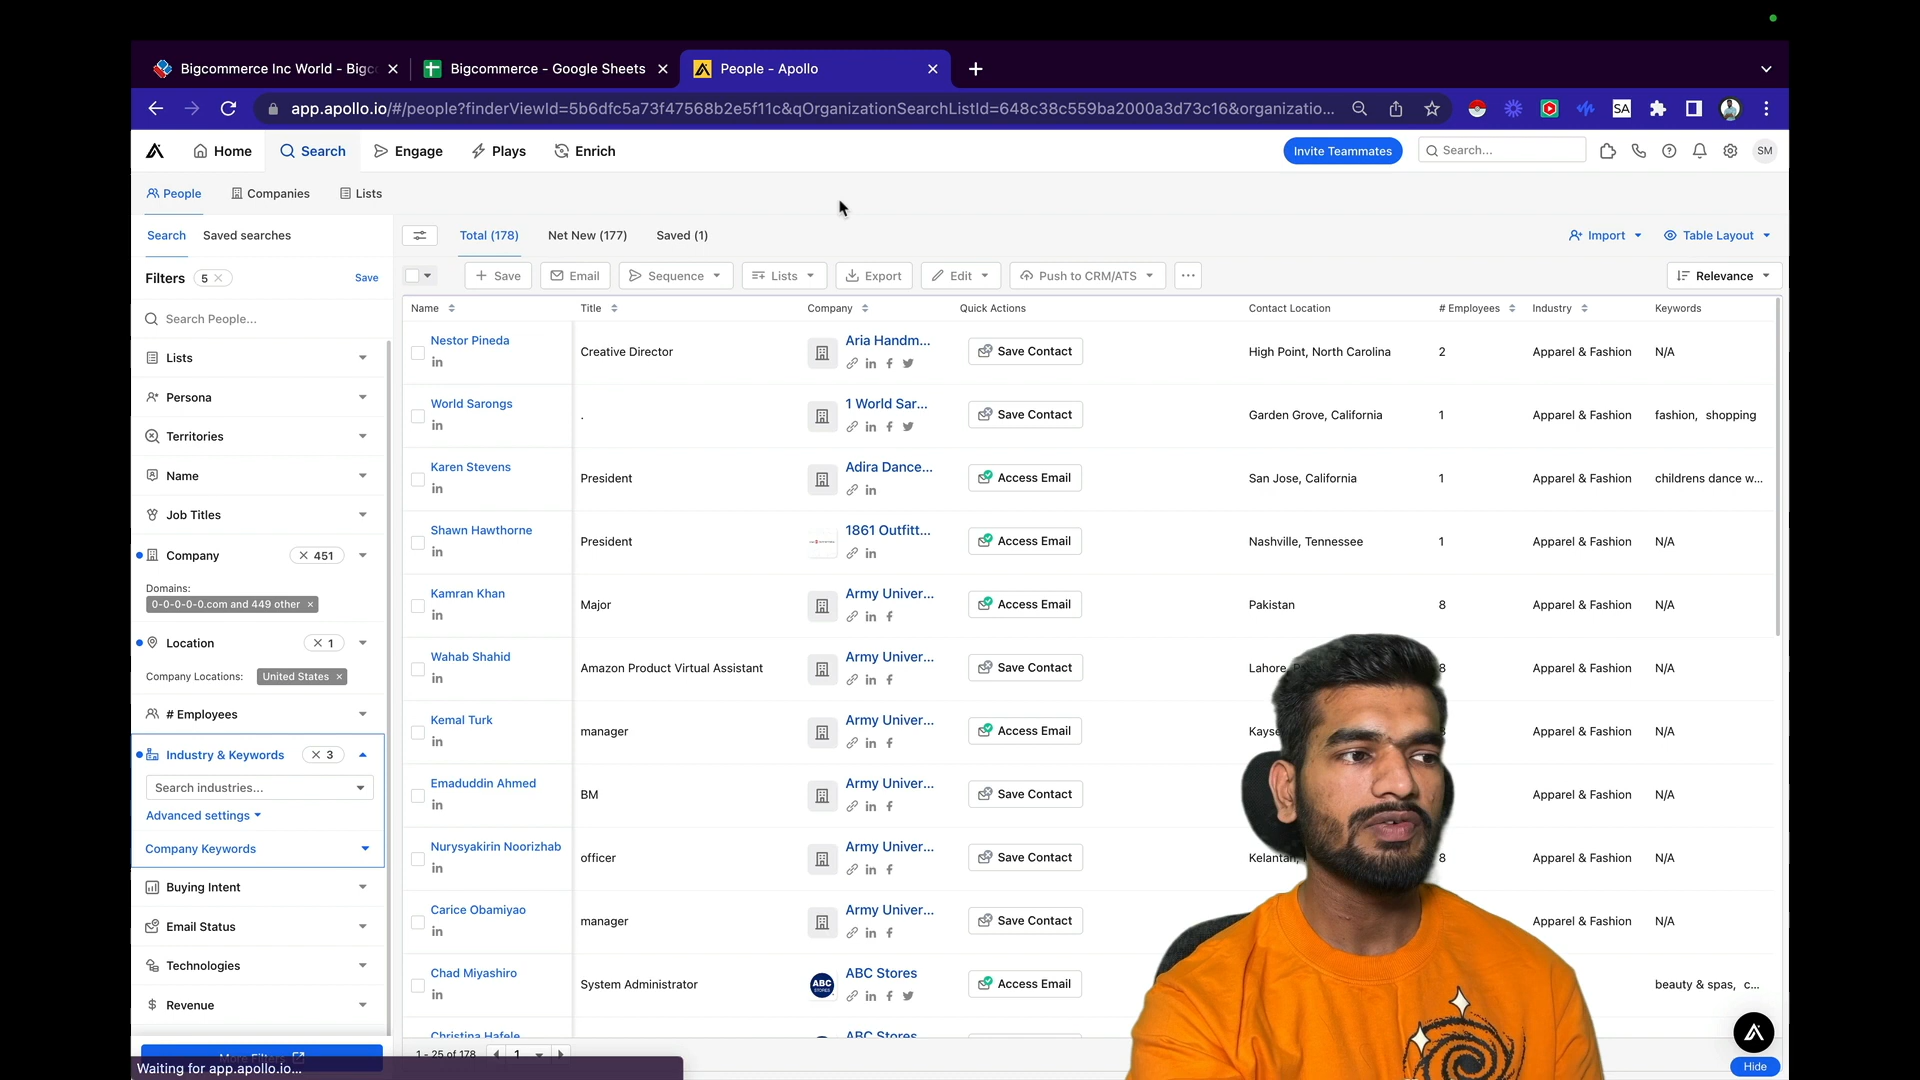 Bigcommerce Inc World - Bigc
Bigcommerce - Google Sheets
People - Apollo
app.apollo.io/#/people?finderViewId=5b6dfc5a73f47568b2e5f11c&qOrganizationSearchListId=648c38c559ba2000a3d73c16&organizatio...
SA
Home
Search
Engage
Plays
Enrich
Invite Teammates
Search...
SM
People
Companies
Lists
Search
Saved searches
Total (178)
Net New (177)
Saved (1)
Import
Table Layout
Filters 5
Save
Save
Email
Sequence
Lists
Export
Edit
Push to CRM/ATS
Relevance
Search People...
Lists
Persona
Territories
Name
Job Titles
Company 451
Domains:
0-0-0-0-0.com and 449 other
Location 1
Company Locations: United States
# Employees
Industry & Keywords 3
Search industries...
Advanced settings
Company Keywords
Buying Intent
Email Status
Technologies
Revenue
More Filters
Waiting for app.apollo.io...
Name Title Company Quick Actions Contact Location # Employees Industry Keywords
Nestor Pineda Creative Director Aria Handm... Save Contact High Point, North Carolina 2 Apparel & Fashion N/A
World Sarongs . 1 World Sar... Save Contact Garden Grove, California 1 Apparel & Fashion fashion, shopping
Karen Stevens President Adira Dance... Access Email San Jose, California 1 Apparel & Fashion childrens dance w...
Shawn Hawthorne President 1861 Outfitt... Access Email Nashville, Tennessee 1 Apparel & Fashion N/A
Kamran Khan Major Army Univer... Access Email Pakistan 8 Apparel & Fashion N/A
Wahab Shahid Amazon Product Virtual Assistant Army Univer... Save Contact Lahore, 8 Apparel & Fashion N/A
Kemal Turk manager Army Univer... Access Email Kayse Apparel & Fashion N/A
Emaduddin Ahmed BM Army Univer... Save Contact Apparel & Fashion N/A
Nurysyakirin Noorizhab officer Army Univer... Save Contact Kelantan, 8 Apparel & Fashion N/A
Carice Obamiyao manager Army Univer... Save Contact Apparel & Fashion N/A
Chad Miyashiro System Administrator ABC STORES ABC Stores Access Email beauty & spas, c...
Christina Hafele ABC Stores
1 - 25 of 178 1
Hide